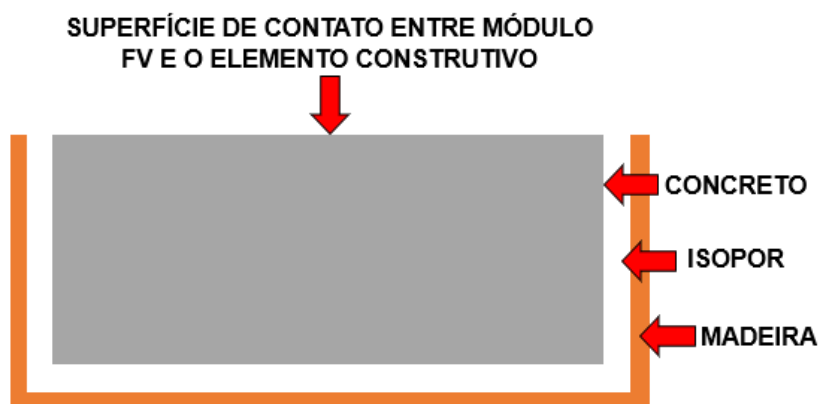 SUPERFÍCIE DE CONTATO ENTRE MÓDULO
FV E O ELEMENTO CONSTRUTIVO
CONCRETO
ISOPOR
MADEIRA